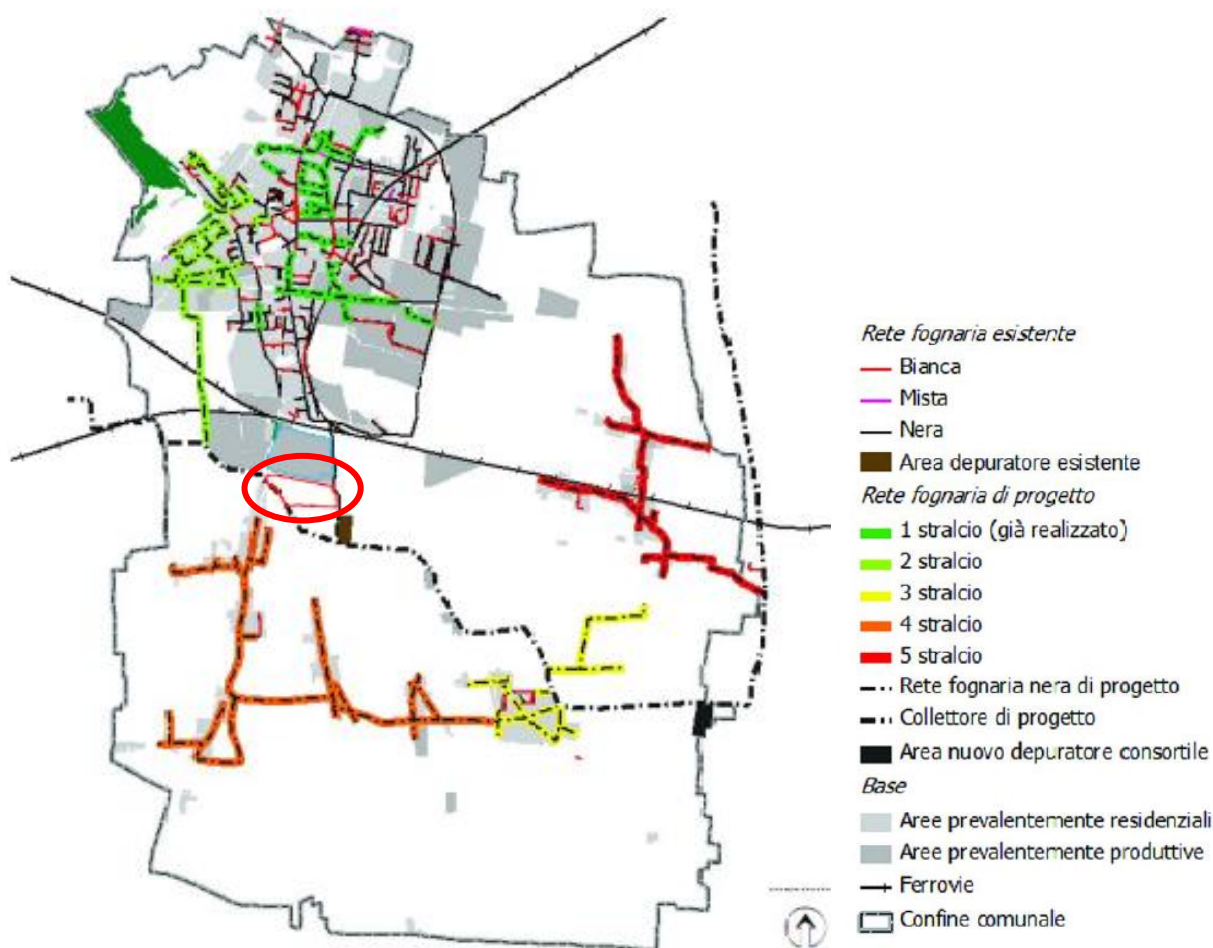 Rete fognaria esistente
Bianca
Mista
Nera
Area depuratore esistente
Rete fognaria di progetto
1 stralcio (già realizzato)
2 stralcio
3 stralcio
4 stralcio
5 stralcio
Rete fognaria nera di progetto
Collettore di progetto
Area nuovo depuratore consortile
Base
Aree prevalentemente residenziali
Aree prevalentemente produttive
Ferrovie
Confine comunale